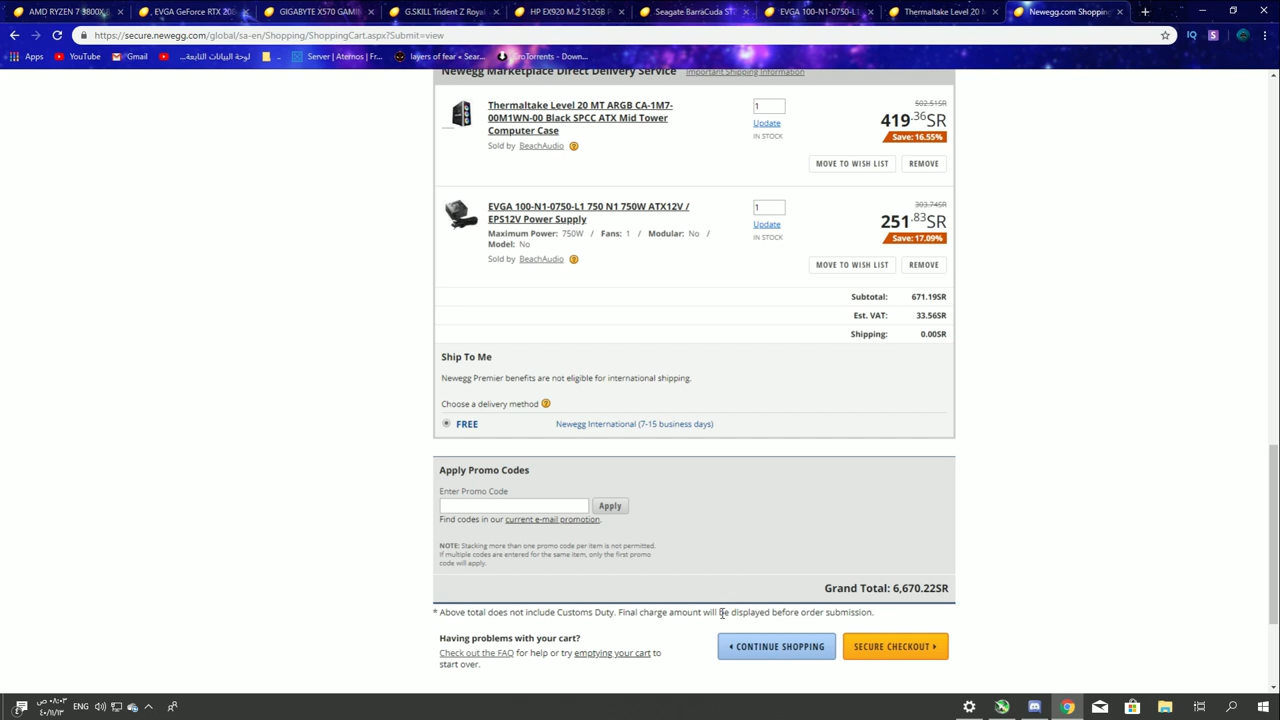 AMD RYZEN 7 3800X 8
EVGA GeForce RTX 208
GIGABYTE X570 GAMI
G.SKILL Trident Z Royal
HP EX920 M.2 512GB P
Seagate BarraCuda ST
EVGA 100-N1-0750-L1
Thermaltake Level 20 M
Newegg.com Shopping
https://secure.newegg.com/global/sa-en/Shopping/ShoppingCart.aspx?Submit=view
Apps
YouTube
Gmail
لوحة البيانات التابعة...
Server | Aternos | Fr...
layers of fear « Sear...
Down...
Newegg Marketplace Direct Delivery Service
Important Shipping Information
Thermaltake Level 20 MT ARGB CA-1M7-
00M1WN-00 Black SPCC ATX Mid Tower
Computer Case
Sold by BeachAudio
1
Update
IN STOCK
502.51SR
419.36SR
Save: 16.55%
MOVE TO WISH LIST
REMOVE
EVGA 100-N1-0750-L1 750 N1 750W ATX12V /
EPS12V Power Supply
Maximum Power: 750W / Fans: 1 / Modular: No /
Model: No
Sold by BeachAudio
1
Update
IN STOCK
303.74SR
251.83SR
Save: 17.09%
MOVE TO WISH LIST
REMOVE
Subtotal: 671.19SR
Est. VAT: 33.56SR
Shipping: 0.00SR
Ship To Me
Newegg Premier benefits are not eligible for international shipping.
Choose a delivery method
FREE
Newegg International (7-15 business days)
Apply Promo Codes
Enter Promo Code
Apply
Find codes in our current e-mail promotion.
NOTE: Stacking more than one promo code per item is not permitted.
If multiple codes are entered for the same item, only the first promo
code will apply.
Grand Total: 6,670.22SR
* Above total does not include Customs Duty. Final charge amount will be displayed before order submission.
Having problems with your cart?
Check out the FAQ for help or try emptying your cart to
start over.
CONTINUE SHOPPING
SECURE CHECKOUT
ENG